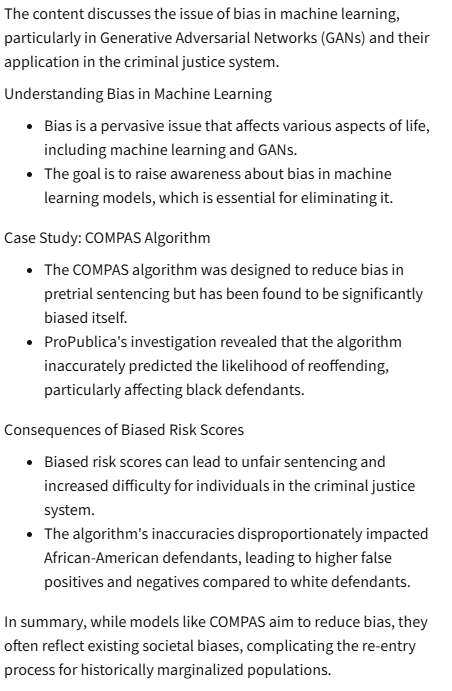 The content discusses the issue of bias in machine learning,
particularly in Generative Adversarial Networks (GANs) and their
application in the criminal justice system.
Understanding Bias in Machine Learning
• Bias is a pervasive issue that affects various aspects of life,
including machine learning and GANs.
• The goal is to raise awareness about bias in machine
learning models, which is essential for eliminating it.
Case Study: COMPAS Algorithm
• The COMPAS algorithm was designed to reduce bias in
pretrial sentencing but has been found to be significantly
biased itself.
• ProPublica's investigation revealed that the algorithm
inaccurately predicted the likelihood of reoffending,
particularly affecting black defendants.
Consequences of Biased Risk Scores
• Biased risk scores can lead to unfair sentencing and
increased difficulty for individuals in the criminal justice
system.
• The algorithm's inaccuracies disproportionately impacted
African-American defendants, leading to higher false
positives and negatives compared to white defendants.
In summary, while models like COMPAS aim to reduce bias, they
often reflect existing societal biases, complicating the re-entry
process for historically marginalized populations.